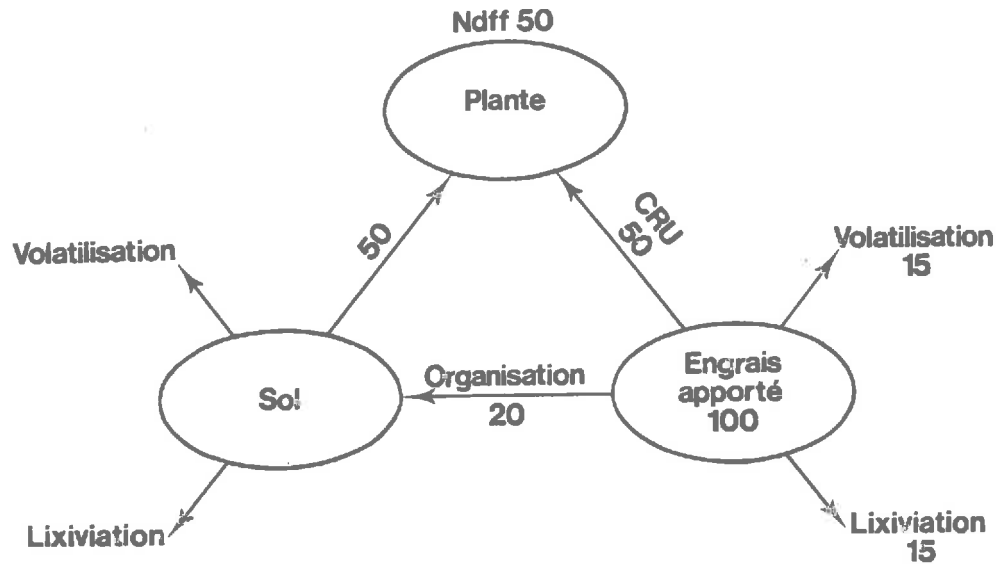 Ndff 50
Plante
50
CRU
50
Volatilisation
Volatilisation
15
Sol
Organisation
20
Engrais
apporté
100
Lixiviation
Lixiviation
15